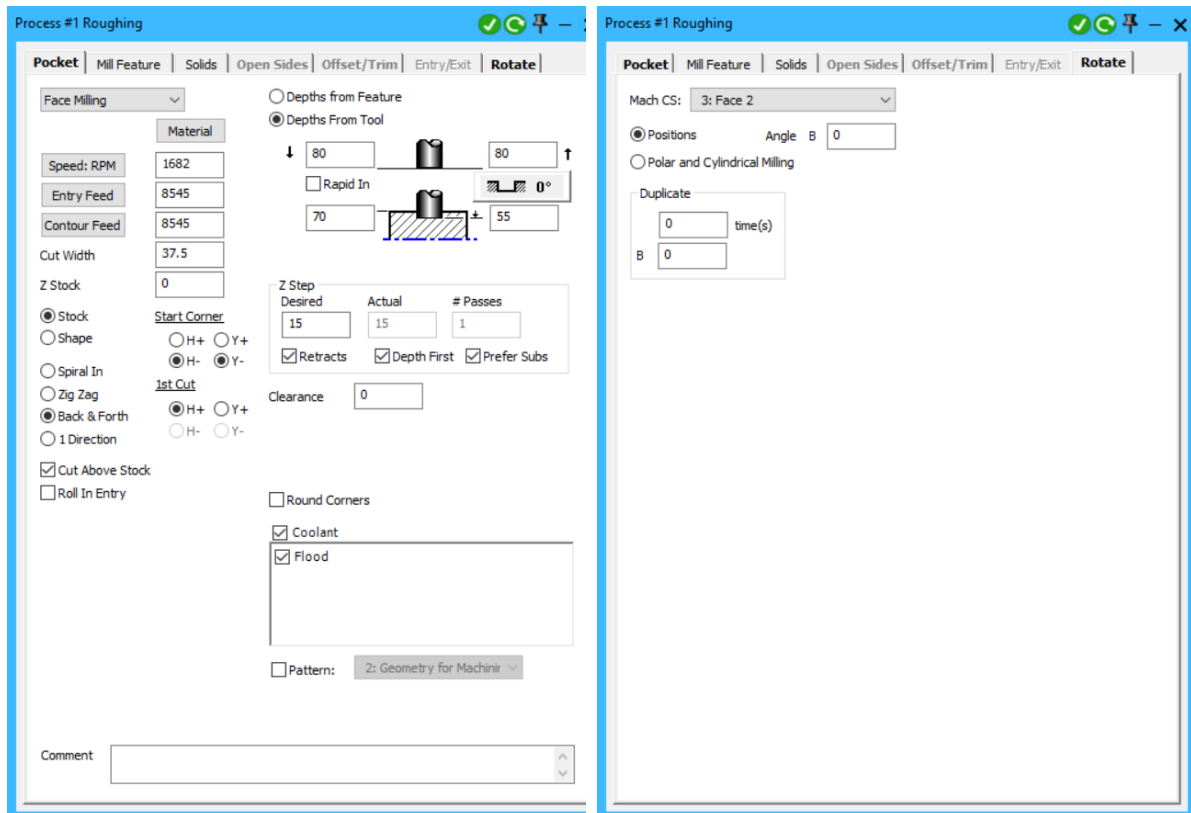 Process #1 Roughing
Pocket Mill Feature Solids Open Sides Offset/Trim Entry/Exit Rotate
Face Milling
Material
Speed: RPM 1682
Entry Feed 8545
Contour Feed 8545
Cut Width 37.5
Z Stock 0
Stock
Shape
Spiral In
Zig Zag
Back & Forth
1 Direction
Cut Above Stock
Roll In Entry
Start Corner
H+ Y+
H- Y-
1st Cut
H+ Y+
H- Y-
Depths from Feature
Depths From Tool
80 80
Rapid In
0°
70 55
Z Step
Desired Actual # Passes
15 15 1
Retracts Depth First Prefer Subs
Clearance 0
Round Corners
Coolant
Flood
Pattern: 2: Geometry for Machinir
Comment
Process #1 Roughing
Pocket Mill Feature Solids Open Sides Offset/Trim Entry/Exit Rotate
Mach CS: 3: Face 2
Positions Angle B 0
Polar and Cylindrical Milling
Duplicate
0 time(s)
B 0